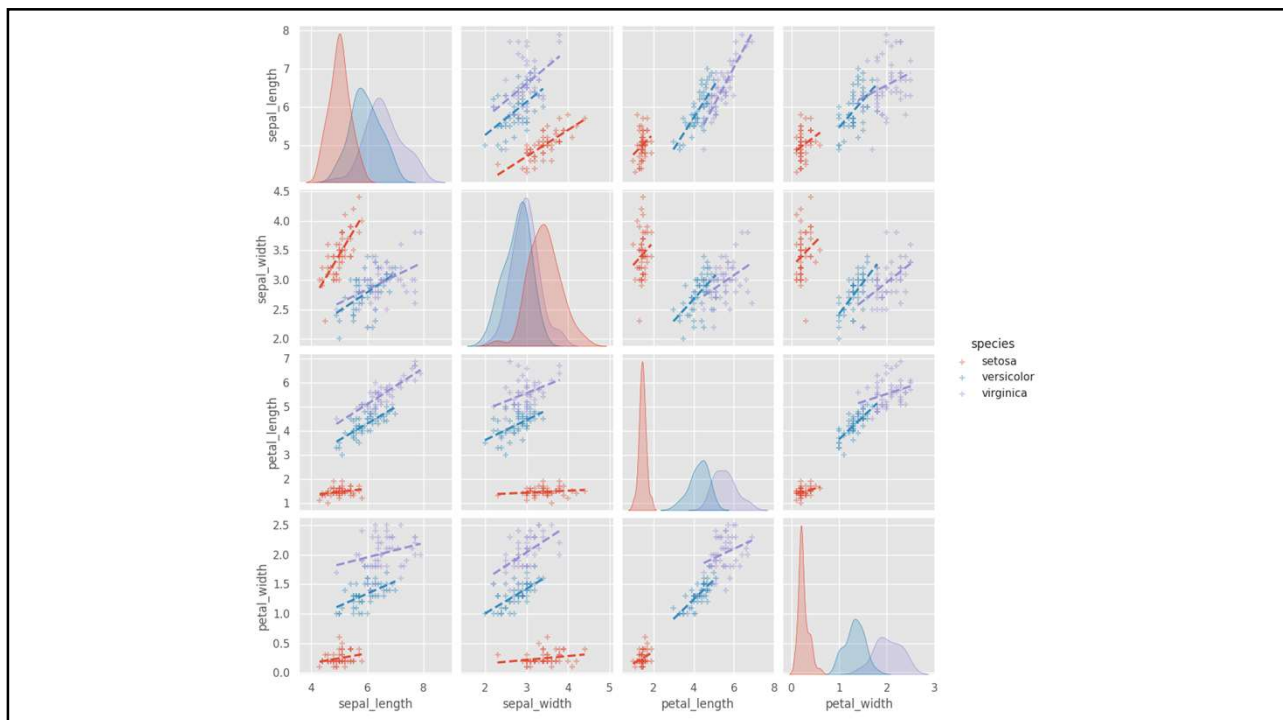 8
7
6
5
sepal_length
4.5
4.0
3.5
3.0
2.5
2.0
sepal_width
species
setosa
versicolor
virginica
7
6
5
4
3
2
1
petal_length
2.5
2.0
1.5
1.0
0.5
0.0
petal_width
4 6 8 2 3 4 5 2 4 6 8 0 1 2 3
sepal_length sepal_width petal_length petal_width